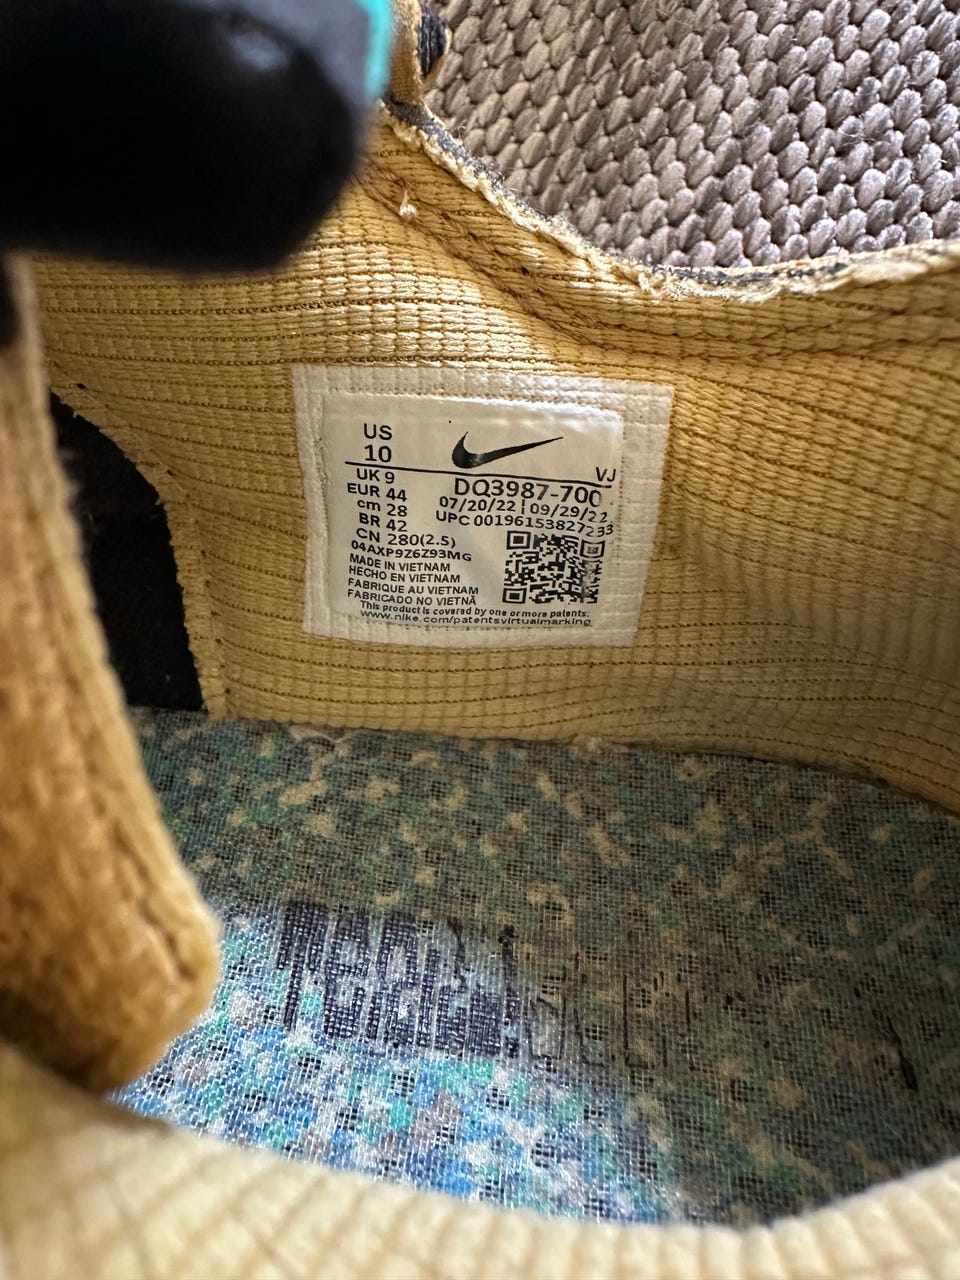 US
10
VJ
UK 9
EUR 44
cm 28
BR 42
CN 280(2.5)
DQ3987-700
07/20/22 | 09/29/22
UPC 00196153827233
04AXP9Z6Z93MG
MADE IN VIETNAM
HECHO EN VIETNAM
FABRIQUE AU VIETNAM
FABRICADO NO VIETNÃ
This product is covered by one or more patents:
www.nike.com/patentsvirtualmarking